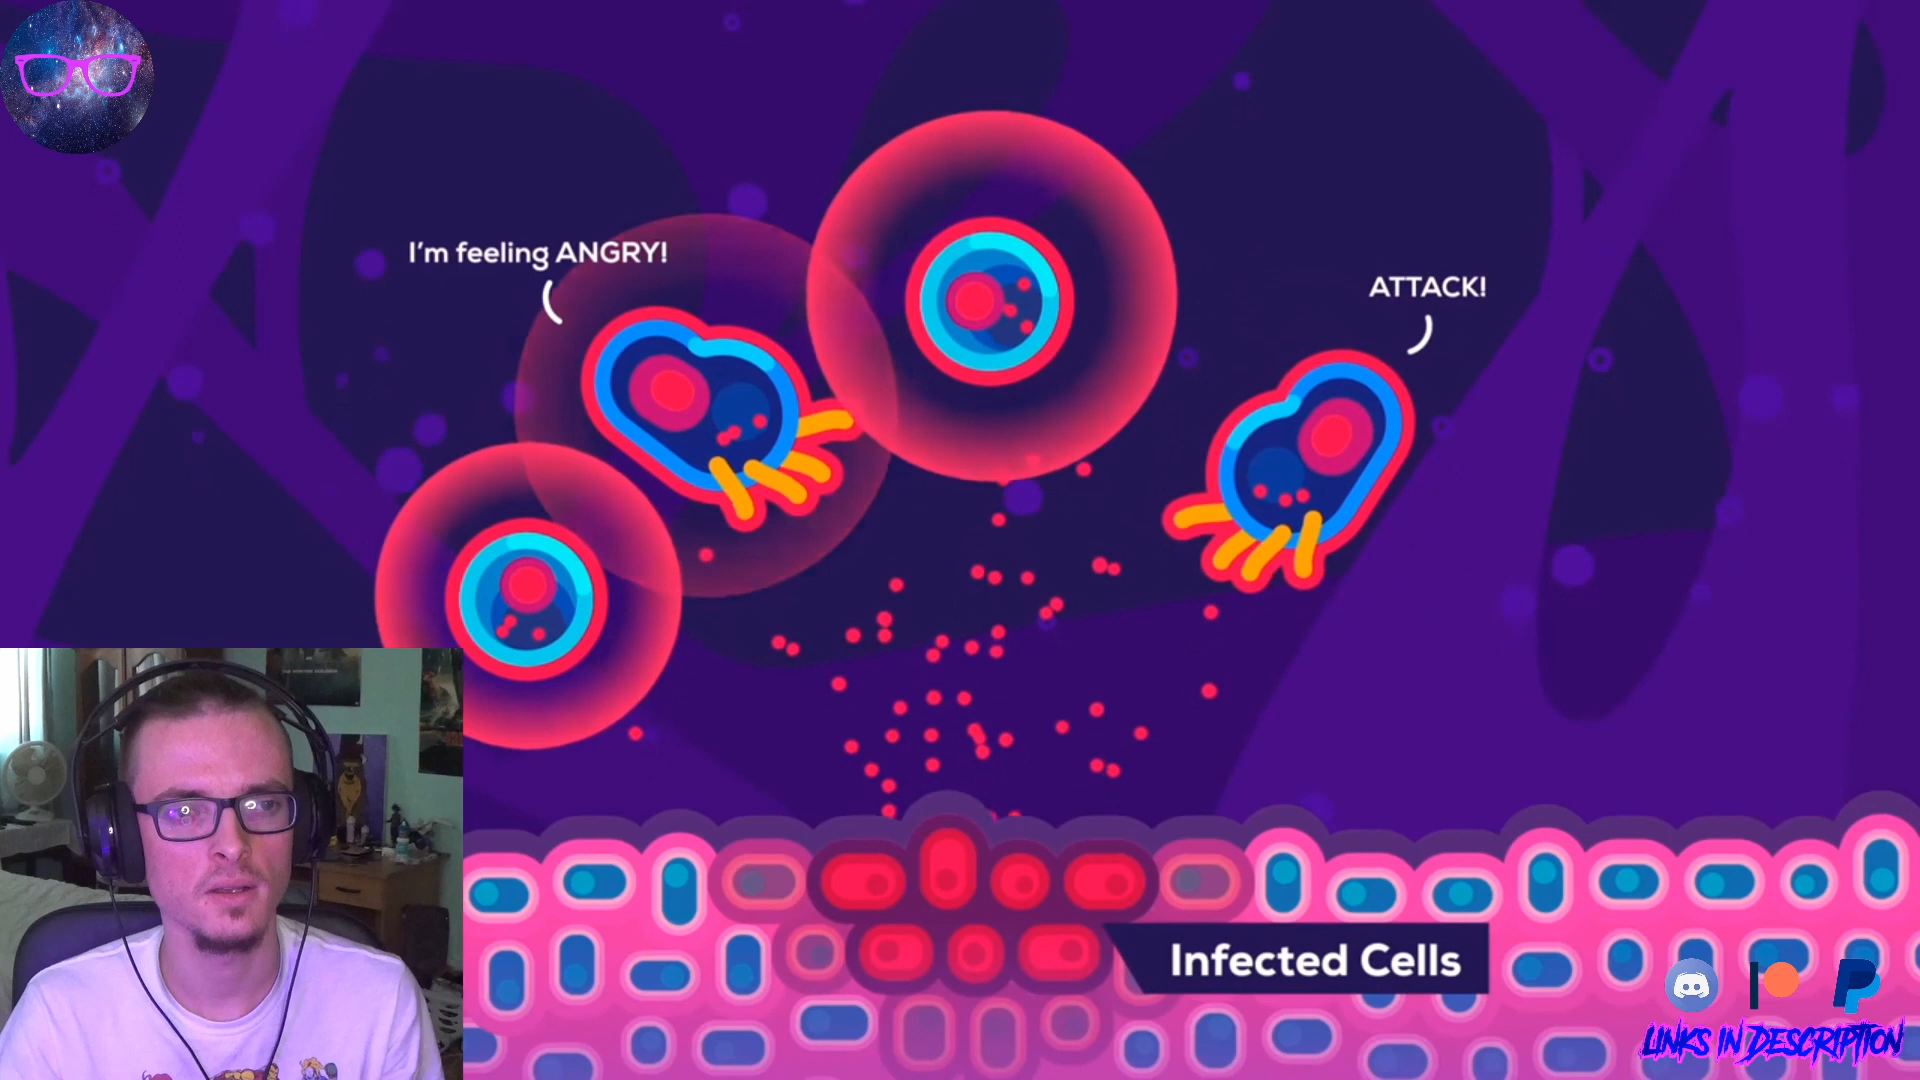 I'm feeling ANGRY!
ATTACK!
Infected Cells
LINKS IN DESCRIPTION